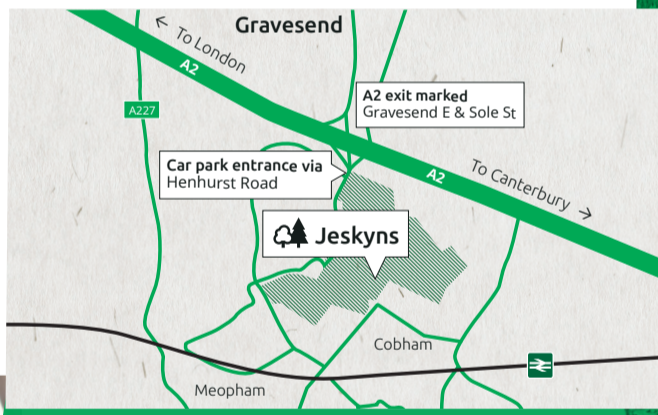 Gravesend
← To London
A2
A227
A2 exit marked
Gravesend E & Sole St
Car park entrance via
Henhurst Road
A2
To Canterbury →
Jeskyns
Cobham
Meopham